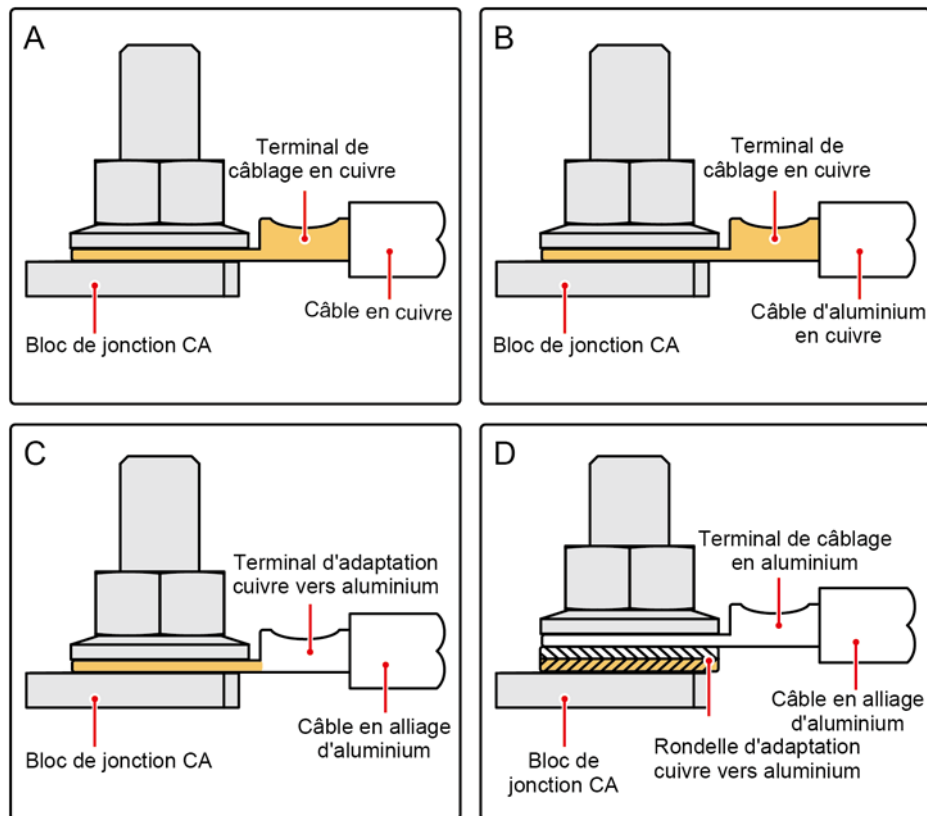 A
Terminal de
câblage en cuivre
Câble en cuivre
Bloc de jonction CA
B
Terminal de
câblage en cuivre
Câble d'aluminium
en cuivre
Bloc de jonction CA
C
Terminal d'adaptation
cuivre vers aluminium
Câble en alliage
d'aluminium
Bloc de jonction CA
D
Terminal de câblage
en aluminium
Câble en alliage
d'aluminium
Rondelle d'adaptation
cuivre vers aluminium
Bloc de
jonction CA